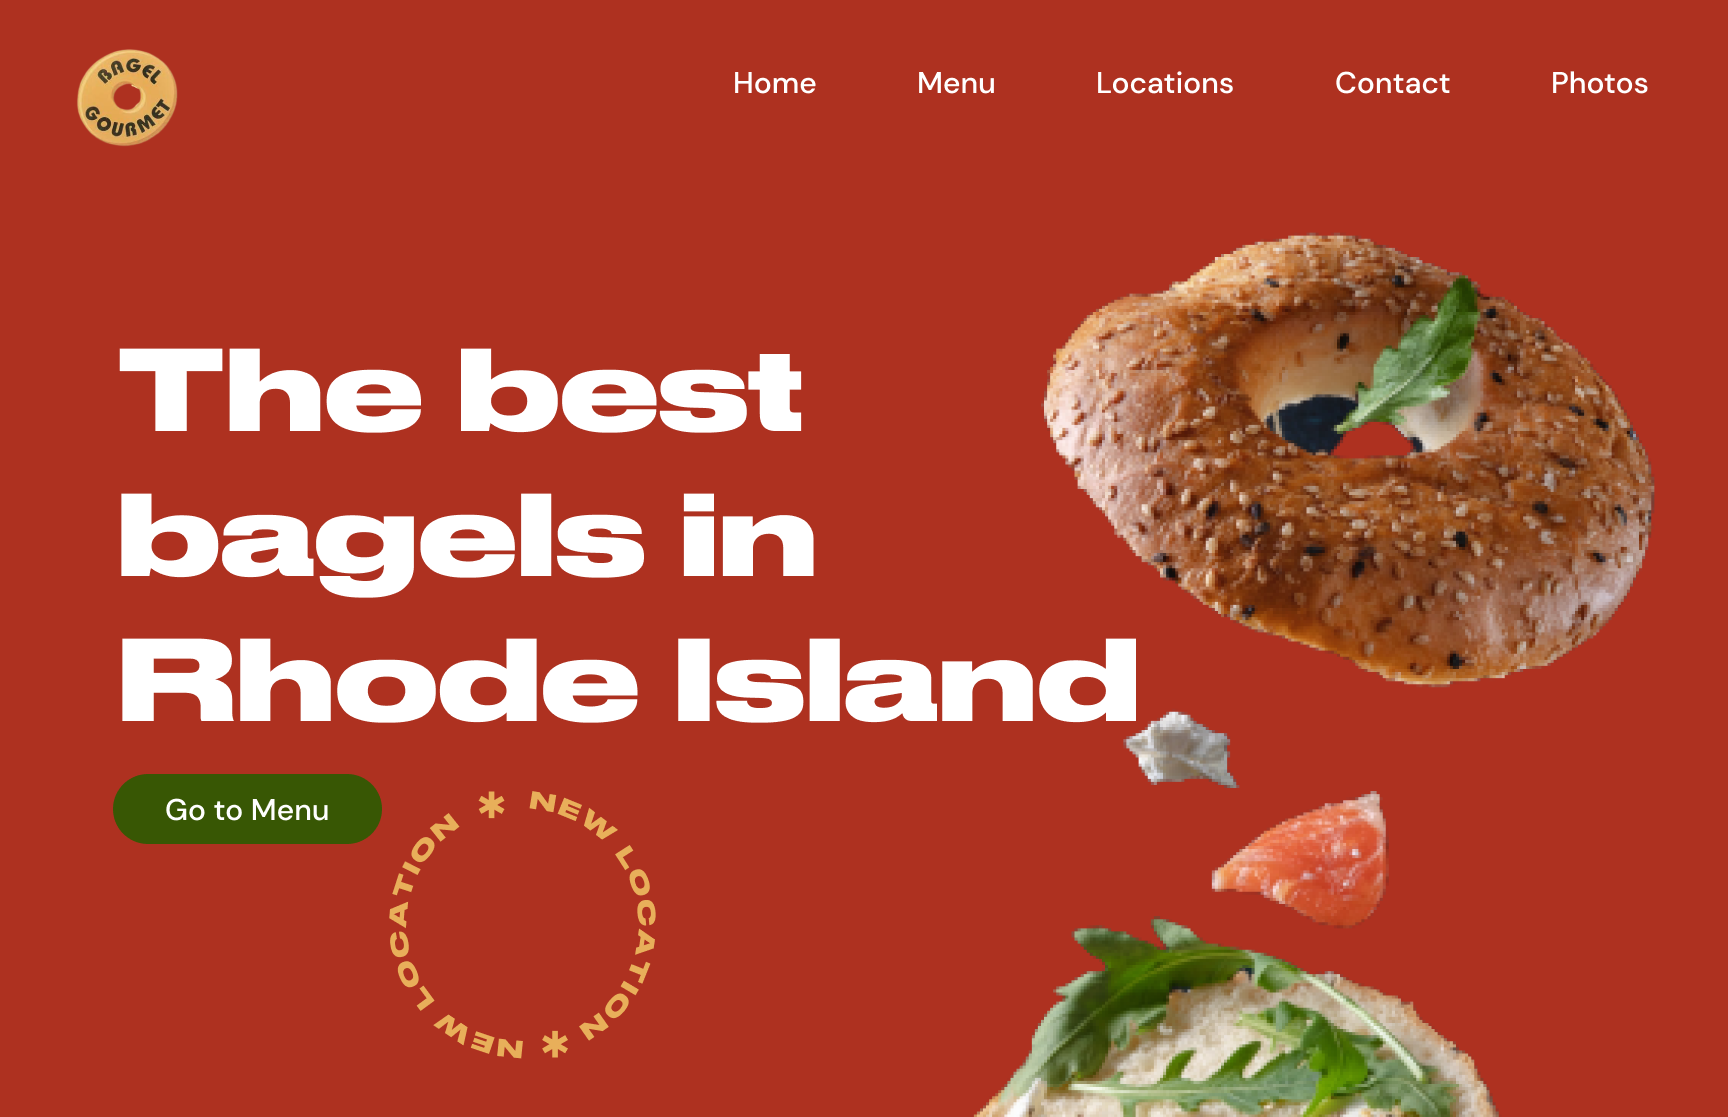 BAGEL
GOURMET
Home
Menu
Locations
Contact
Photos
The best
bagels in
Rhode Island
Go to Menu
* NEW LOCATION * NEW LOCATION